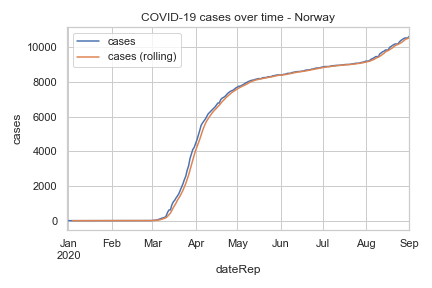 COVID-19 cases over time - Norway
cases
cases (rolling)
10000
8000
6000
4000
2000
0
cases
Jan Feb Mar Apr May Jun Jul Aug Sep
2020
dateRep